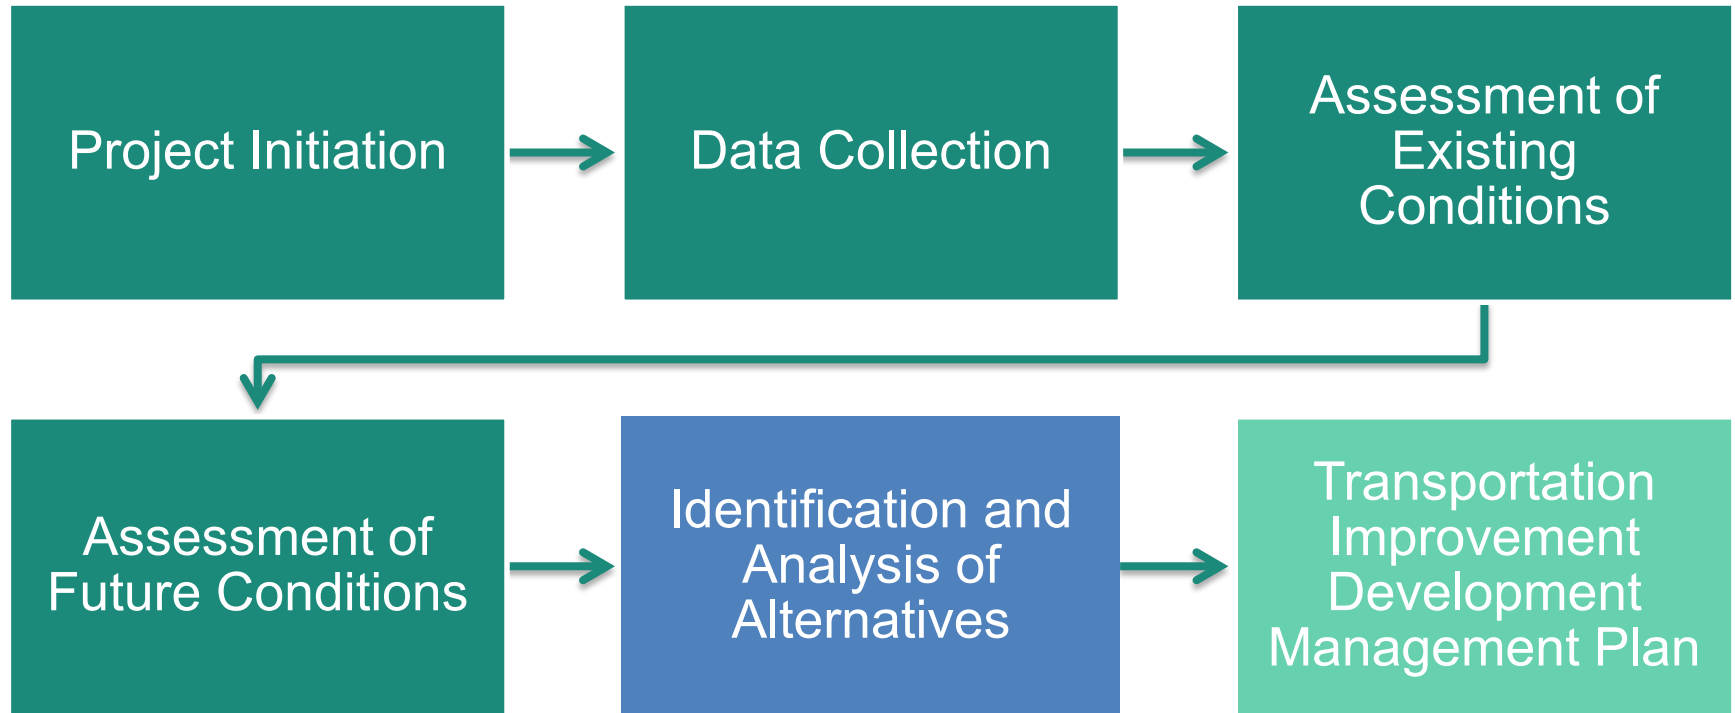 Project Initiation
Data Collection
Assessment of
Existing
Conditions
Assessment of
Future Conditions
Identification and
Analysis of
Alternatives
Transportation
Improvement
Development
Management Plan